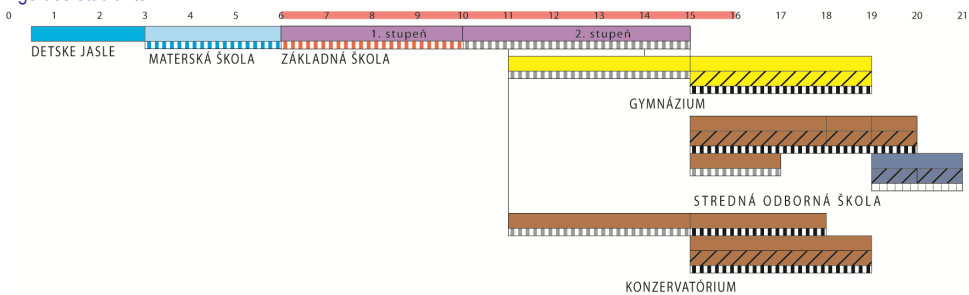 0 1 2 3 4 5 6 7 8 9 10 11 12 13 14 15 16 17 18 19 20 21
1. stupeň 2. stupeň
DETSKE JASLE MATERSKÁ ŠKOLA ZÁKLADNÁ ŠKOLA
GYMNÁZIUM
STREDNÁ ODBORNÁ ŠKOLA
KONZERVATÓRIUM